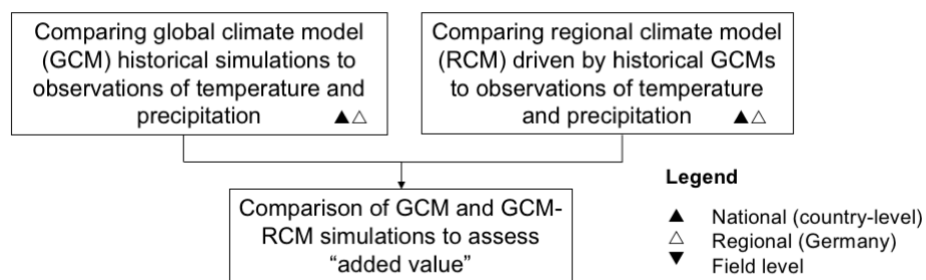 Comparing global climate model
(GCM) historical simulations to
observations of temperature and
precipitation ▲△
Comparing regional climate model
(RCM) driven by historical GCMs
to observations of temperature
and precipitation ▲△
Comparison of GCM and GCM-
RCM simulations to assess
“added value”
Legend
▲ National (country-level)
△ Regional (Germany)
▼ Field level